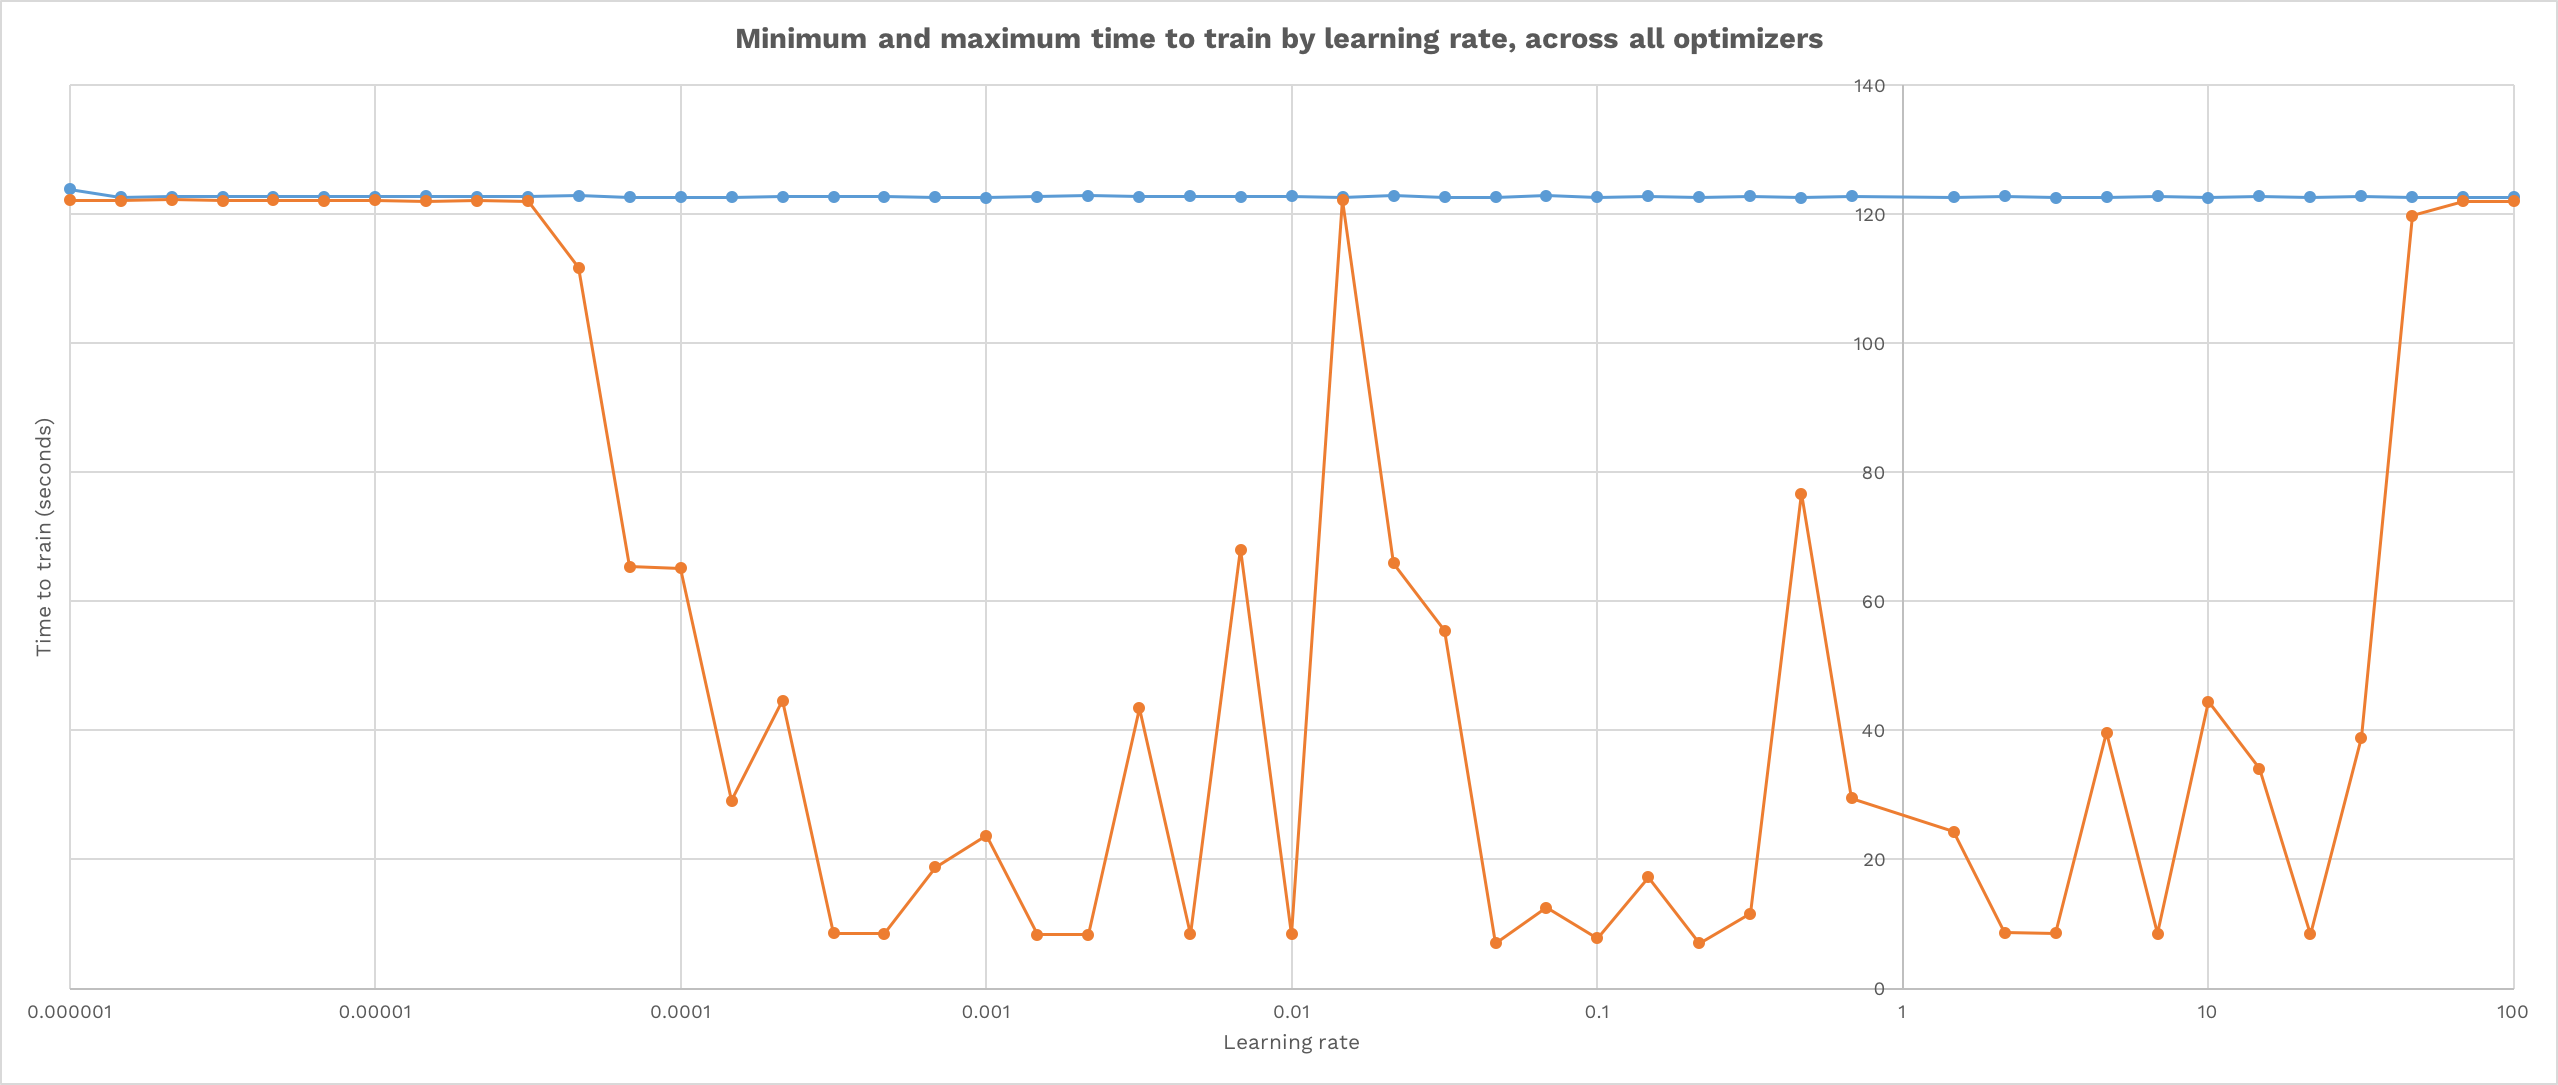 Minimum and maximum time to train by learning rate, across all optimizers
140
120
100
80
60
40
20
0
Time to train (seconds)
0.000001 0.00001 0.0001 0.001 0.01 0.1 1 10 100
Learning rate